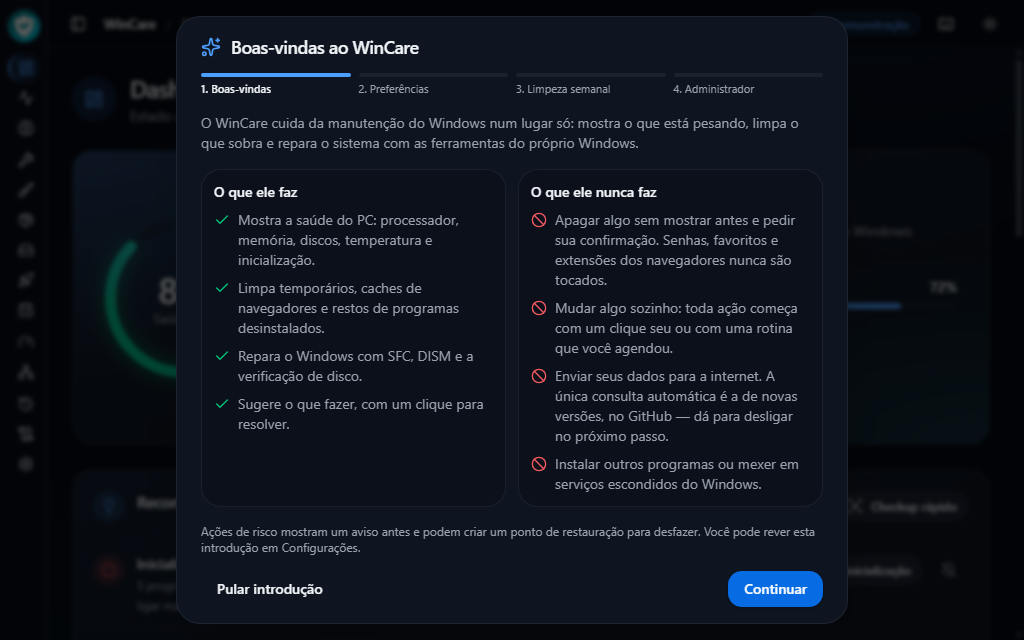 WinCare
Boas-vindas ao WinCare
1. Boas-vindas
2. Preferências
3. Limpeza semanal
4. Administrador
O WinCare cuida da manutenção do Windows num lugar só: mostra o que está pesando, limpa o
que sobra e repara o sistema com as ferramentas do próprio Windows.
O que ele faz
Mostra a saúde do PC: processador,
memória, discos, temperatura e
inicialização.
Limpa temporários, caches de
navegadores e restos de programas
desinstalados.
Repara o Windows com SFC, DISM e a
verificação de disco.
Sugere o que fazer, com um clique para
resolver.
O que ele nunca faz
Apagar algo sem mostrar antes e pedir
sua confirmação. Senhas, favoritos e
extensões dos navegadores nunca são
tocados.
Mudar algo sozinho: toda ação começa
com um clique seu ou com uma rotina
que você agendou.
Enviar seus dados para a internet. A
única consulta automática é a de novas
versões, no GitHub — dá para desligar
no próximo passo.
Instalar outros programas ou mexer em
serviços escondidos do Windows.
72%
Checkup rápido
Ações de risco mostram um aviso antes e podem criar um ponto de restauração para desfazer. Você pode rever esta
introdução em Configurações.
Pular introdução
Continuar